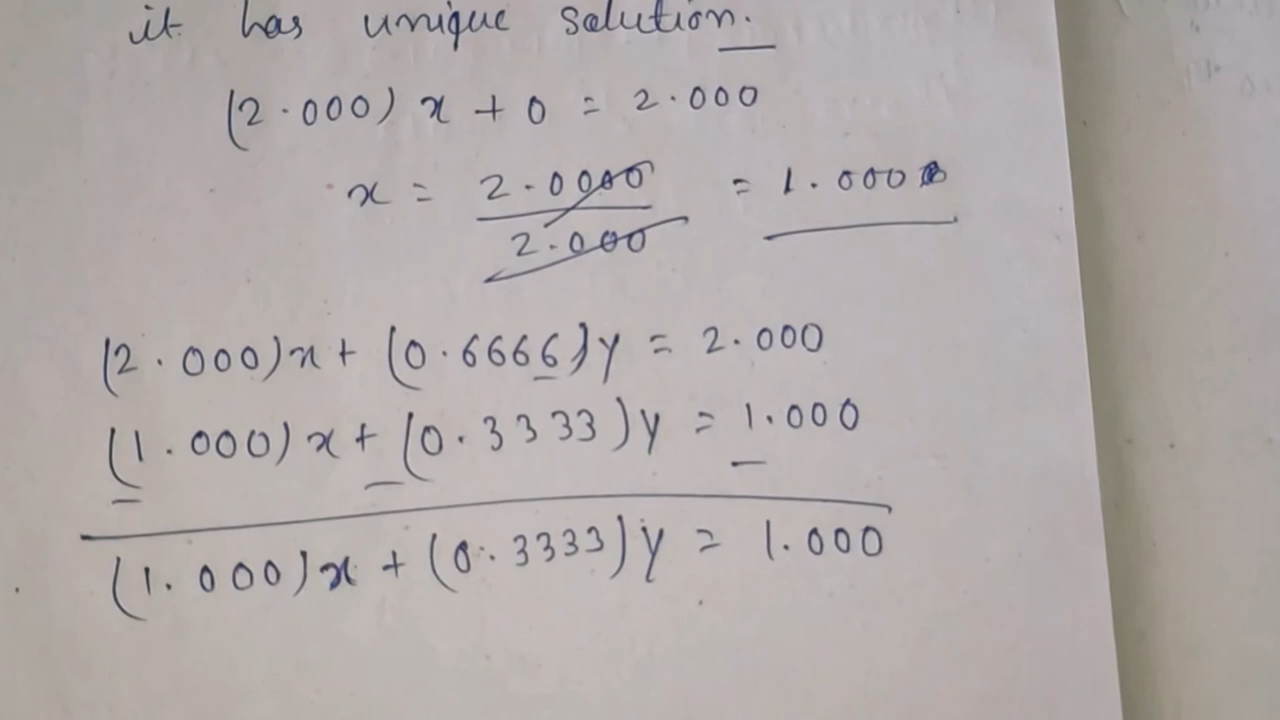 it has unique solution.
(2.000) x + 0 = 2.000
x = 2.0000 / 2.000 = 1.000
(2.000)x + (0.6666)y = 2.000
(1.000)x + (0.3333)y = 1.000
(1.000)x + (0.3333)y = 1.000